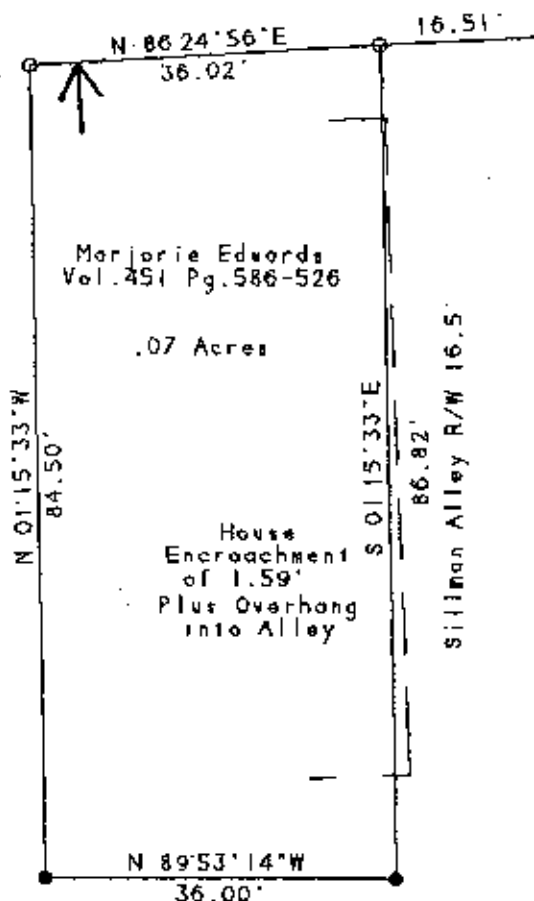 N 86°24'56"E
36.02'
16.51'
Marjorie Edwards
Vol.451 Pg.586-526
.07 Acres
N 01°15'33"W
84.50'
S 01°15'33"E
86.82'
Sillman Alley R/W 16.5'
House
Encroachment
of 1.59'
Plus Overhang
into Alley
N 89°53'14"W
36.00'